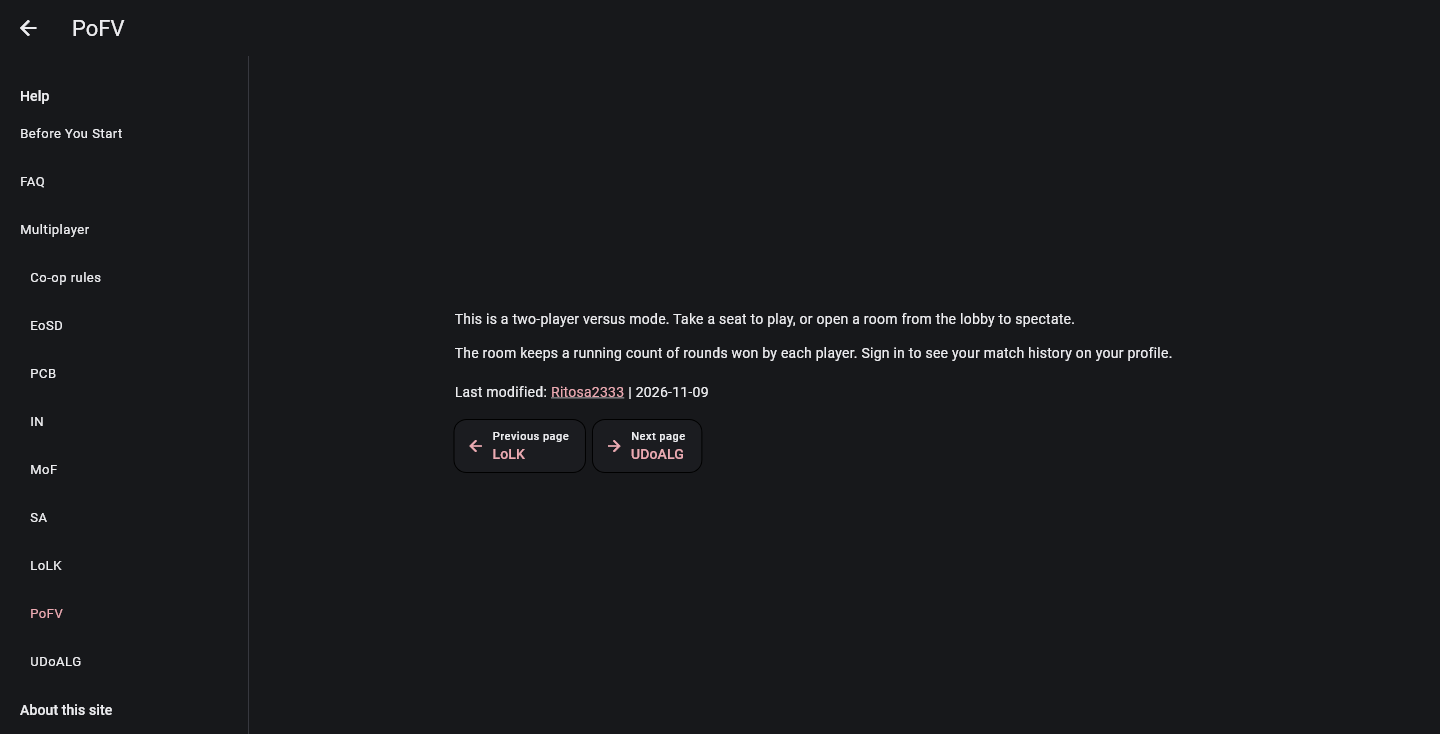 PoFV
Help
Before You Start
FAQ
Multiplayer
Co-op rules
EoSD
PCB
IN
MoF
SA
LoLK
PoFV
UDoALG
About this site
This is a two-player versus mode. Take a seat to play, or open a room from the lobby to spectate.
The room keeps a running count of rounds won by each player. Sign in to see your match history on your profile.
Last modified: Ritosa2333 | 2026-11-09
Previous page
LoLK
Next page
UDoALG